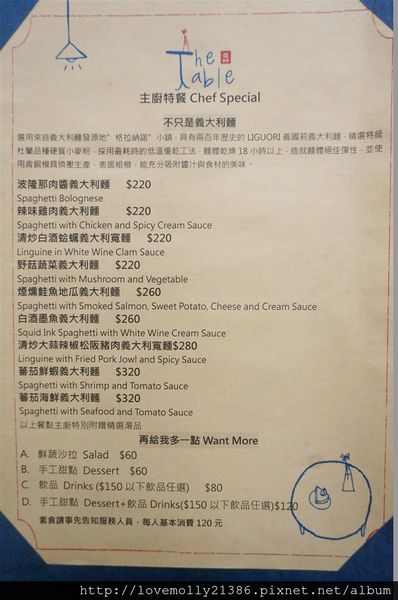 The
Table
主廚特餐 Chef Special
不只是義大利麵
選用來自義大利麵發源地"格拉納諾"小鎮，具有兩百年歷史的 LIGUORI 義國莉義大利麵，精選特級
杜蘭品種硬質小麥粉，採用最耗時的低溫慢乾工法，麵體乾燥 18 小時以上，造就麵體絕佳彈性，並使
用青銅模具擠壓生產，表面粗糙，能充分吸附醬汁與食材的美味。
波隆那肉醬義大利麵 $220
Spaghetti Bolognese
辣味雞肉義大利麵 $220
Spaghetti with Chicken and Spicy Cream Sauce
清炒白酒蛤蠣義大利寬麵 $220
Linguine in White Wine Clam Sauce
野菇蔬菜義大利麵 $220
Spaghetti with Mushroom and Vegetable
煙燻鮭魚地瓜義大利麵 $260
Spaghetti with Smoked Salmon, Sweet Potato, Cheese and Cream Sauce
白酒墨魚義大利麵 $260
Squid Ink Spaghetti with White Wine Cream Sauce
清炒大蒜辣椒松阪豬肉義大利寬麵$280
Linguine with Fried Pork Jowl and Spicy Sauce
蕃茄鮮蝦義大利麵 $320
Spaghetti with Shrimp and Tomato Sauce
蕃茄海鮮義大利麵 $320
Spaghetti with Seafood and Tomato Sauce
以上餐點主廚特別附贈精選湯品
再給我多一點 Want More
A. 鮮蔬沙拉 Salad $60
B. 手工甜點 Dessert $60
C. 飲品 Drinks ($150 以下飲品任選) $80
D. 手工甜點 Dessert+飲品 Drinks($150 以下飲品任選)$120
素食請事先告知服務人員，每人基本消費 120 元
http://lovemolly21386.pixnet.net/album